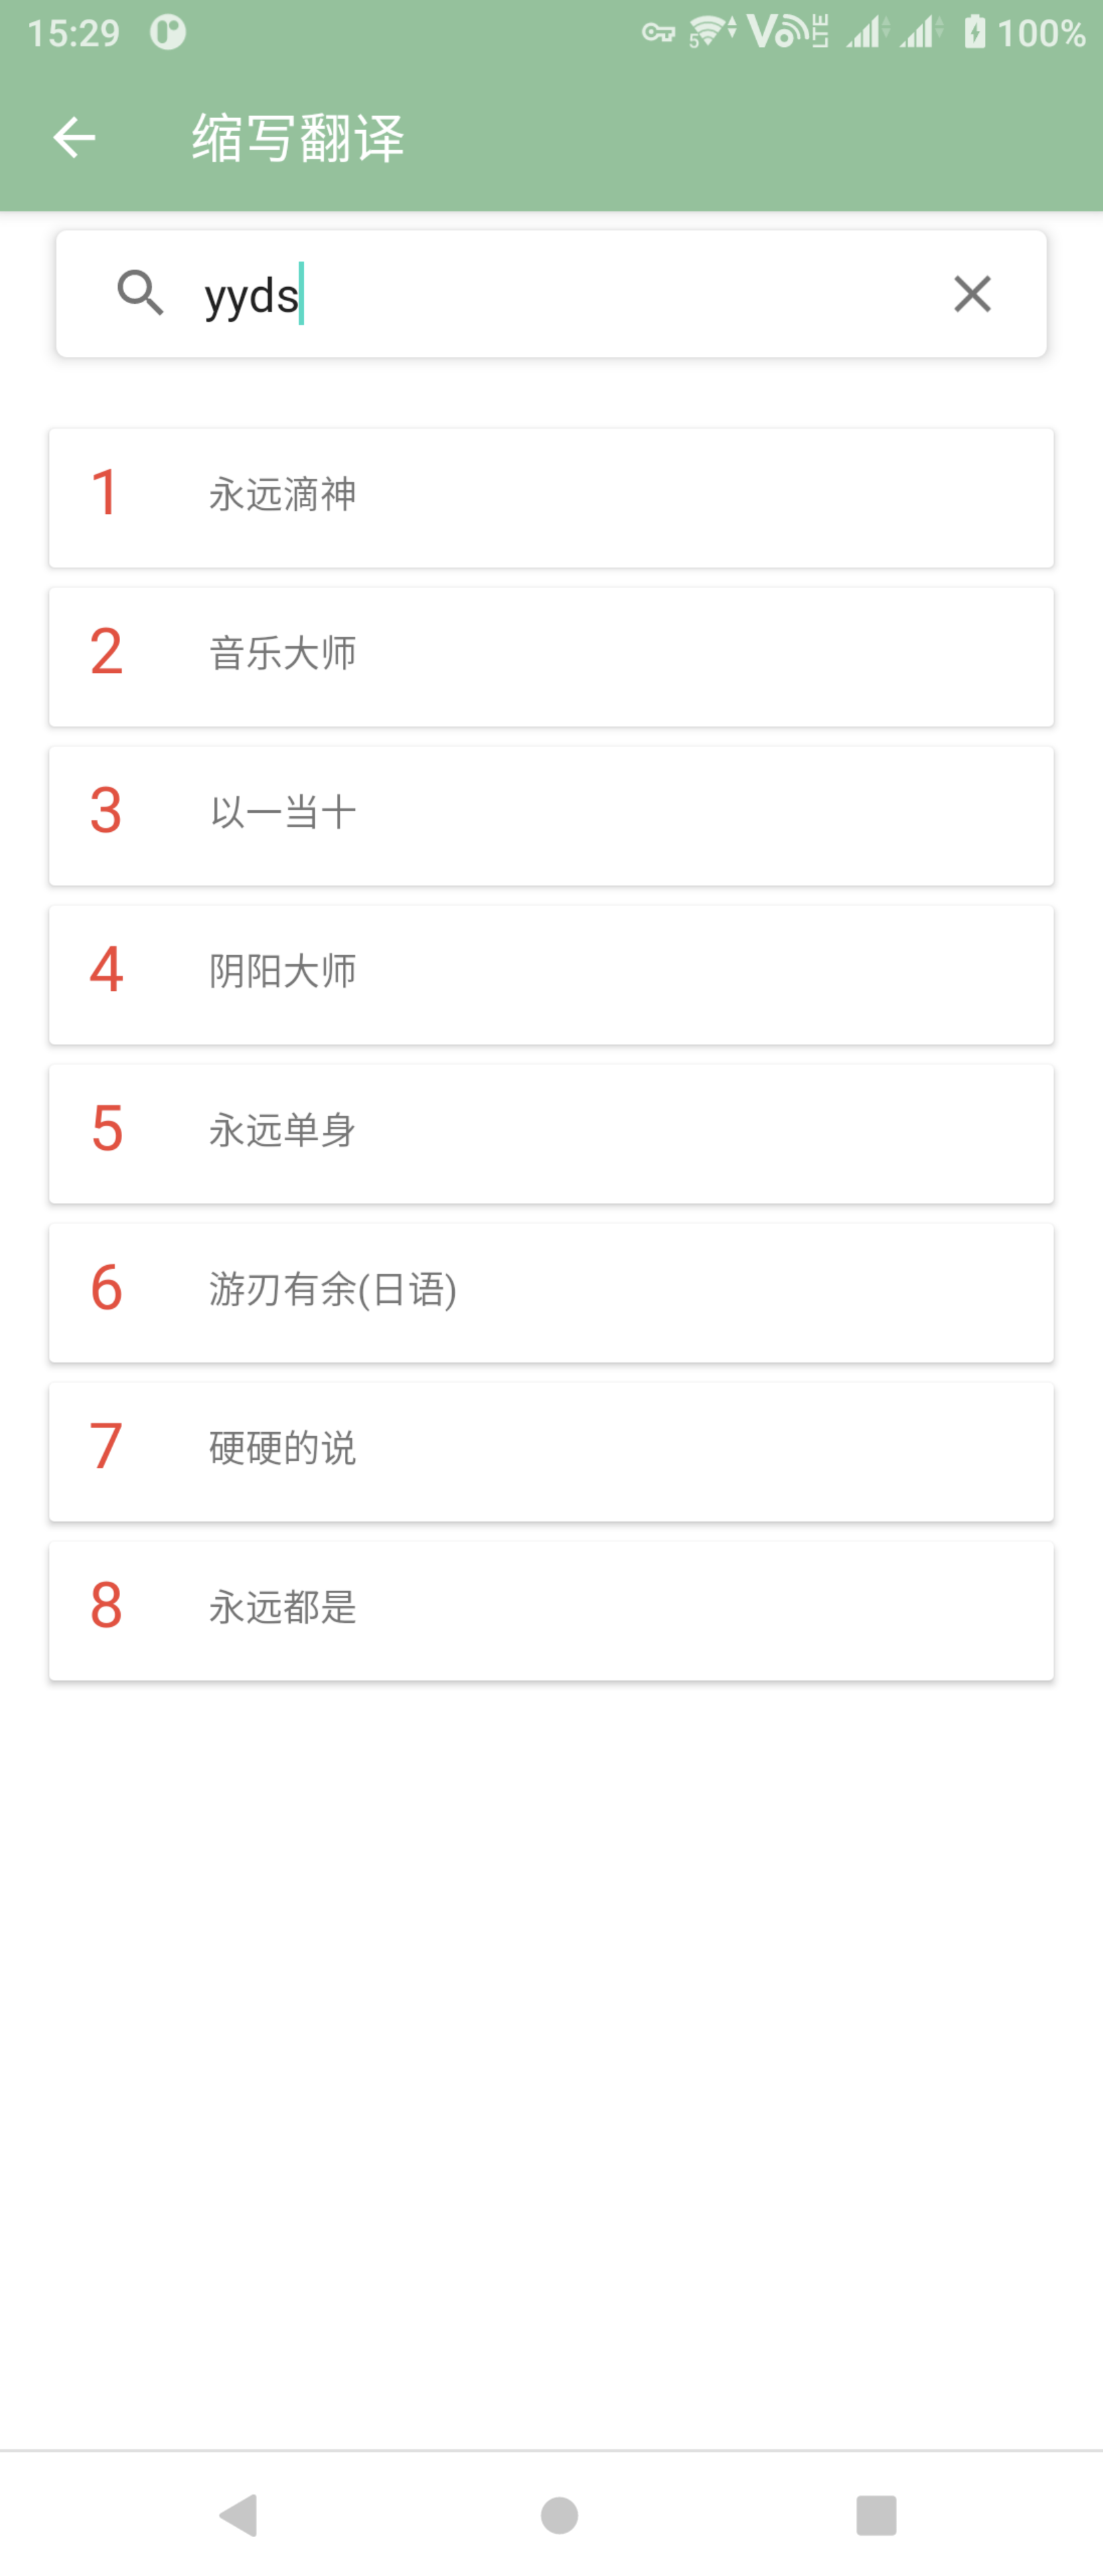 15:29
5 Vo LTE 100%
缩写翻译
yyds
1 永远滴神
2 音乐大师
3 以一当十
4 阴阳大师
5 永远单身
6 游刃有余(日语)
7 硬硬的说
8 永远都是